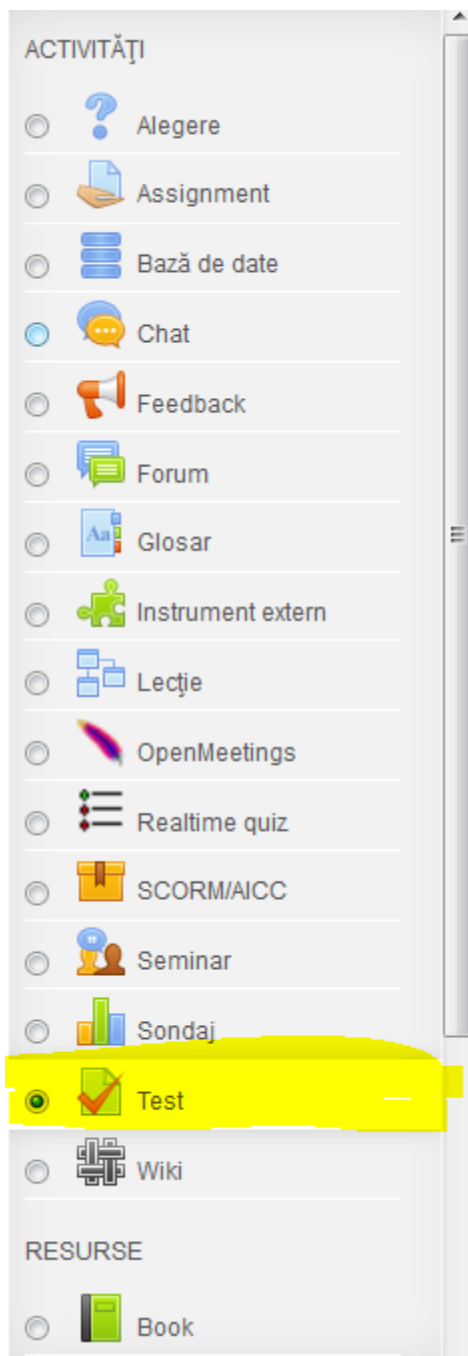 ACTIVITĂŢI
Alegere
Assignment
Bază de date
Chat
Feedback
Forum
Aa
Glosar
Instrument extern
Lecţie
OpenMeetings
Realtime quiz
SCORM/AICC
Seminar
Sondaj
Test
Wiki
RESURSE
Book